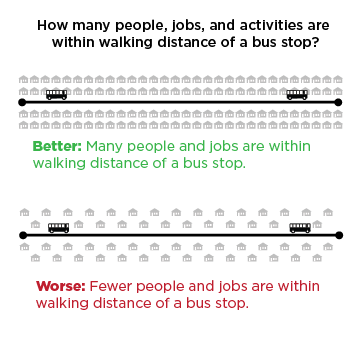 How many people, jobs, and activities are
within walking distance of a bus stop?
Better: Many people and jobs are within
walking distance of a bus stop.
Worse: Fewer people and jobs are within
walking distance of a bus stop.